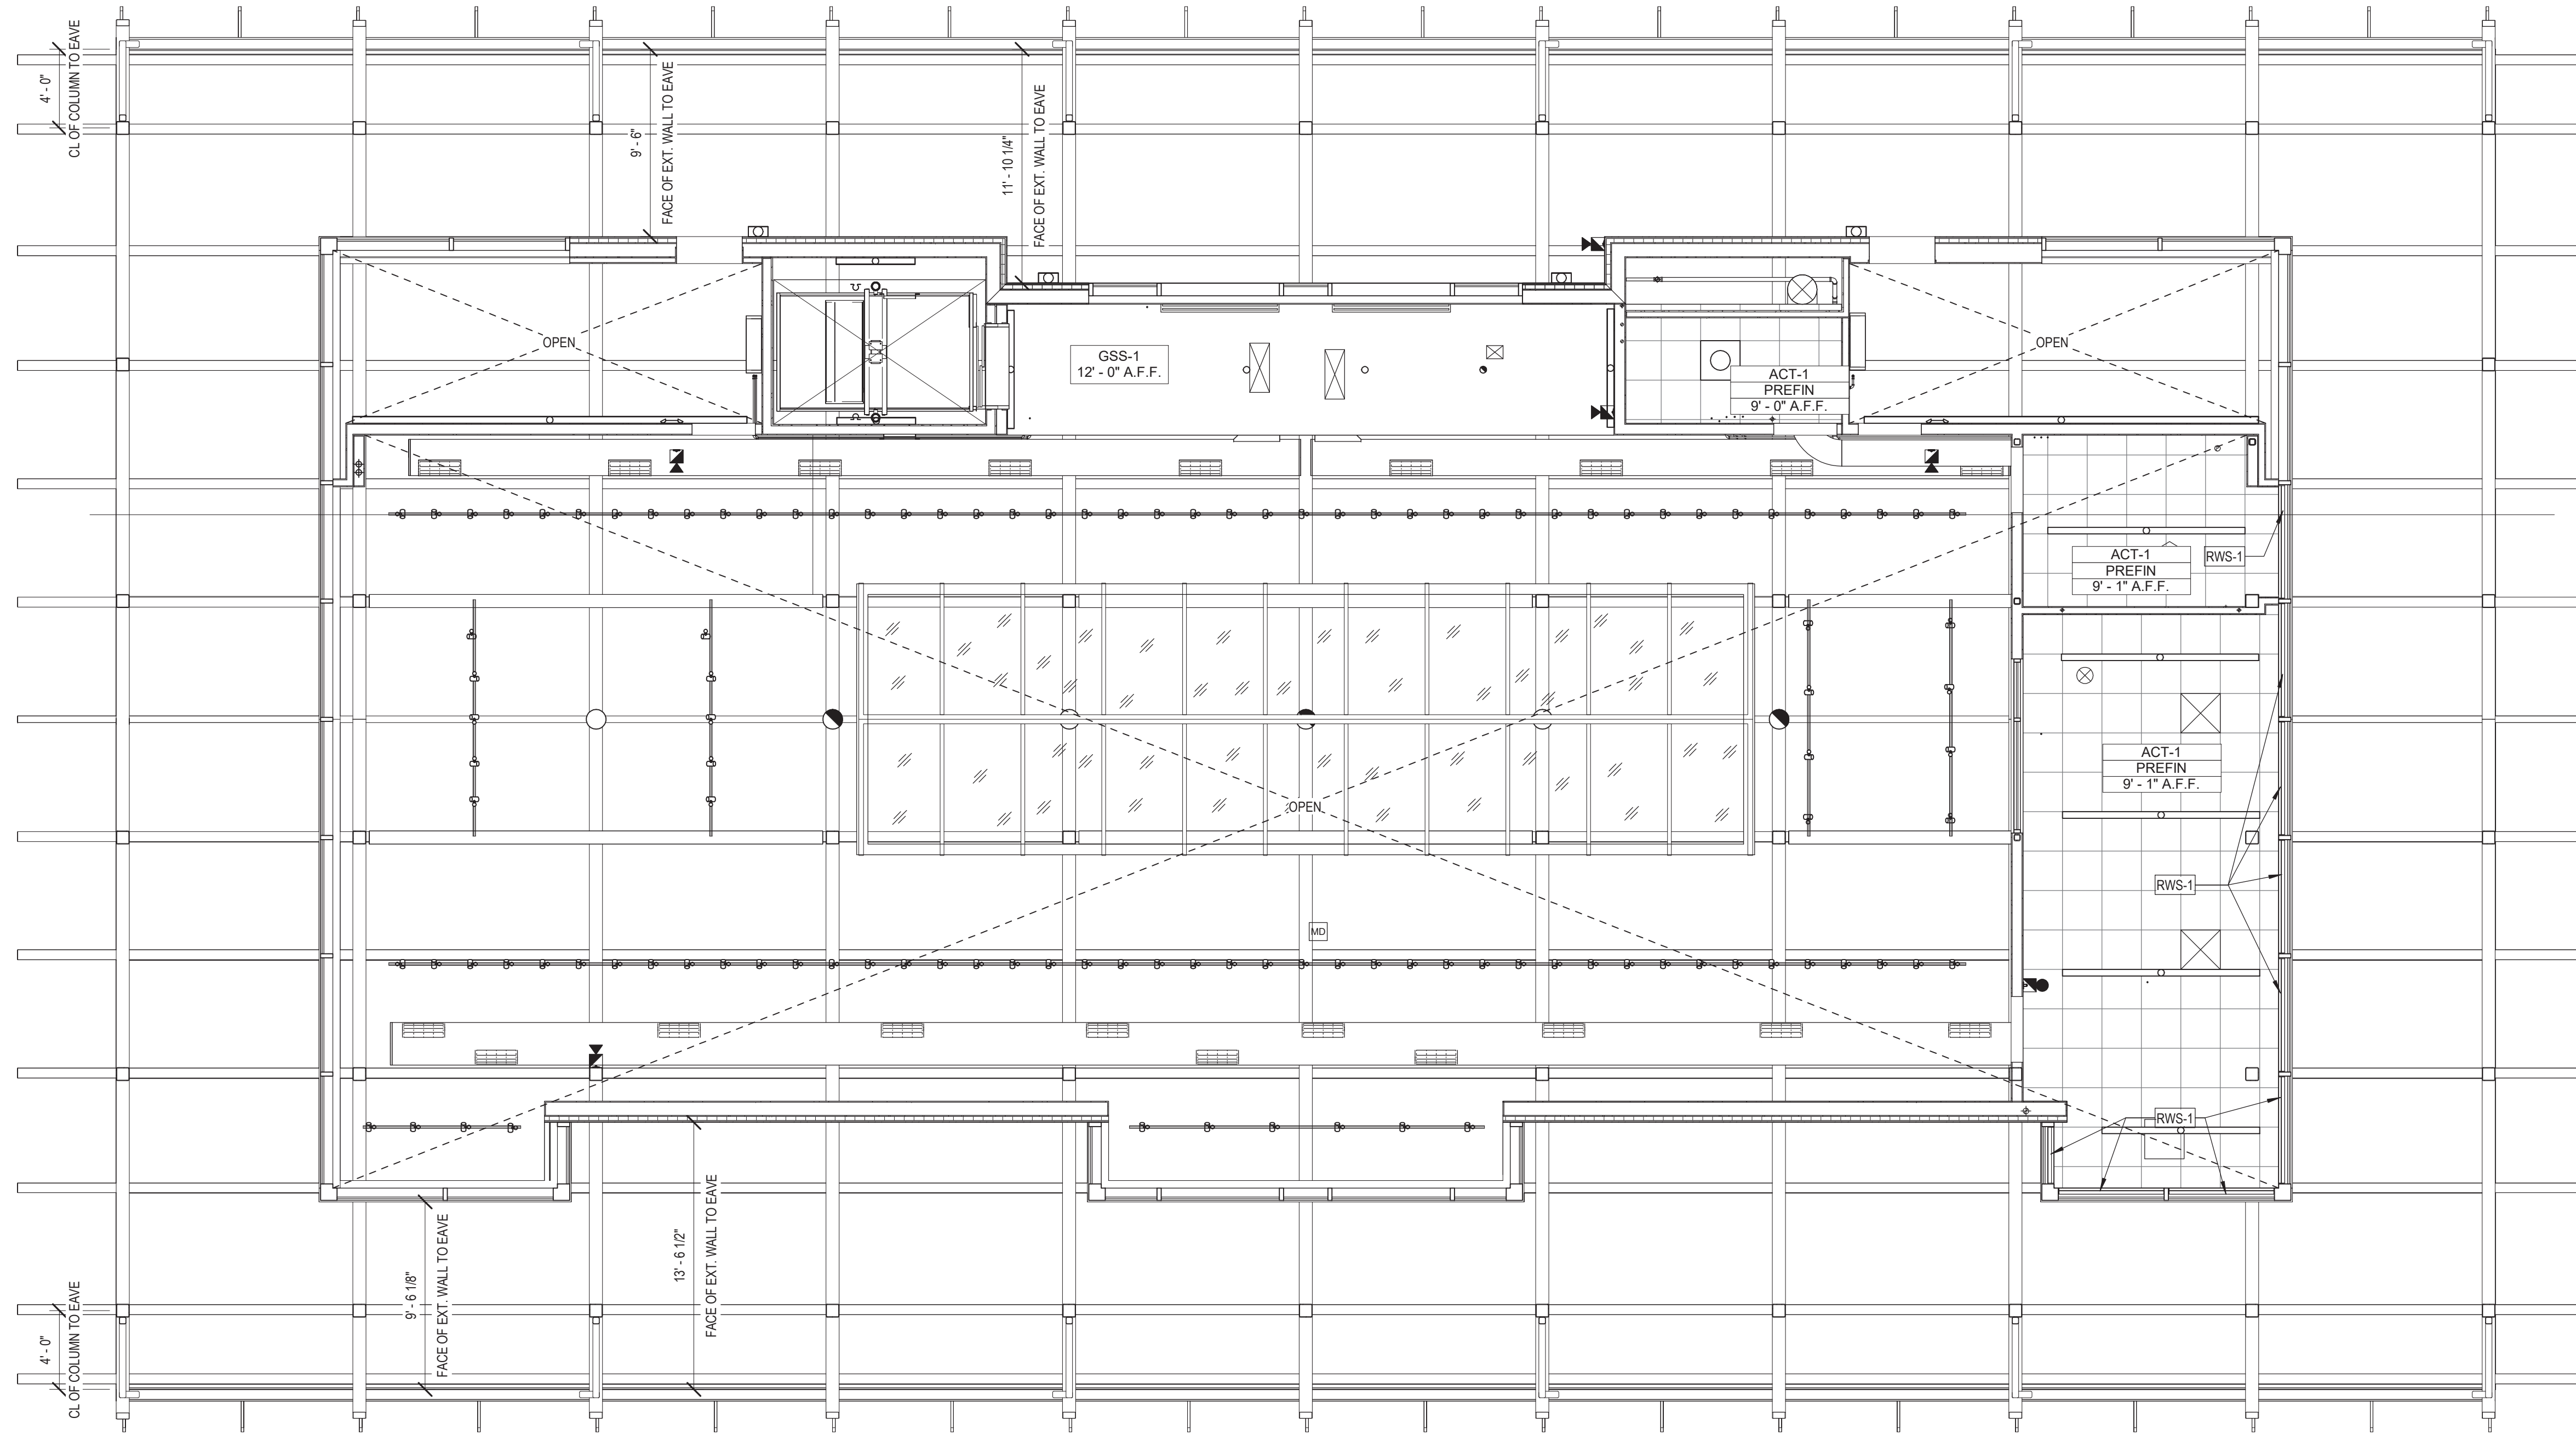 4' - 0"
CL OF COLUMN TO EAVE
9' - 6"
FACE OF EXT. WALL TO EAVE
11' - 10 1/4"
FACE OF EXT. WALL TO EAVE
OPEN
GSS-1
12' - 0" A.F.F.
ACT-1
PREFIN
9' - 0" A.F.F.
OPEN
ACT-1
PREFIN
9' - 1" A.F.F.
RWS-1
ACT-1
PREFIN
9' - 1" A.F.F.
OPEN
RWS-1
MD
RWS-1
4' - 0"
CL OF COLUMN TO EAVE
9' - 6 1/8"
FACE OF EXT. WALL TO EAVE
13' - 6 1/2"
FACE OF EXT. WALL TO EAVE